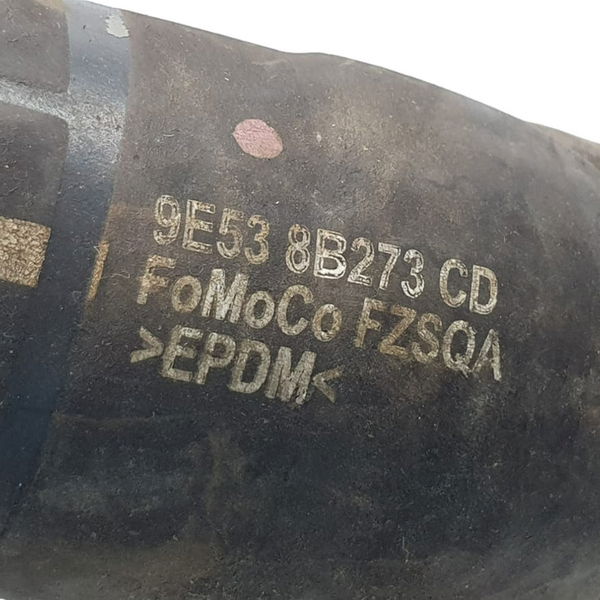 9E53 8B273 CD
FoMoCo FZSQA
>EPDM<